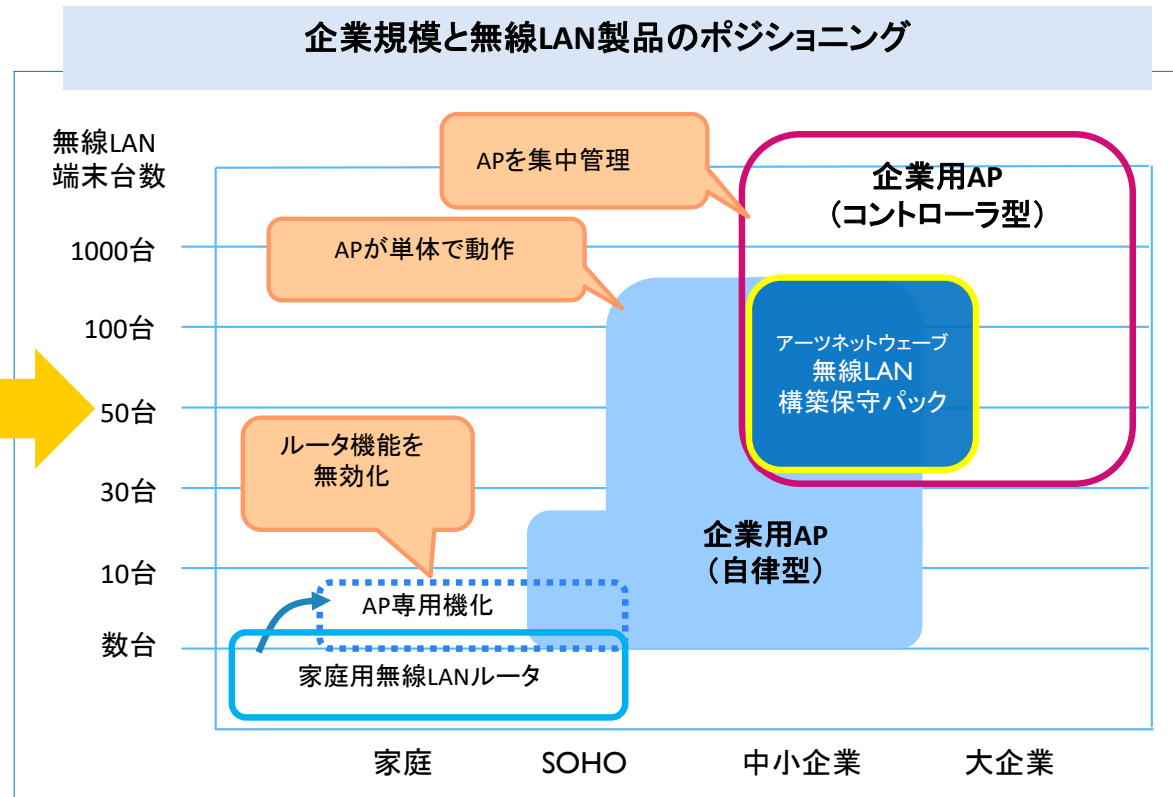 企業規模と無線LAN製品のポジショニング
無線LAN
端末台数
1000台
100台
50台
30台
10台
数台
APを集中管理
企業用AP
(コントローラ型)
APが単体で動作
アーツネットウェーブ
無線LAN
構築保守パック
ルータ機能を
無効化
企業用AP
(自律型)
AP専用機化
家庭用無線LANルータ
家庭
SOHO
中小企業
大企業